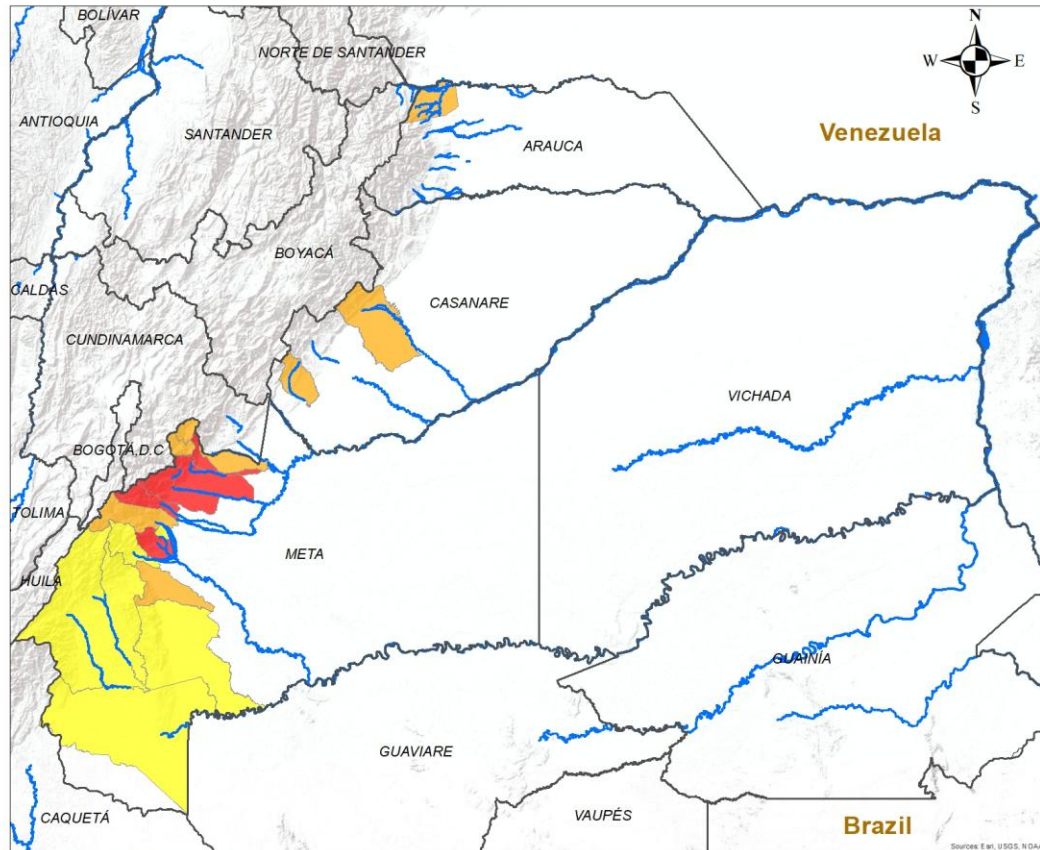 BOLÍVAR
N
NORTE DE SANTANDER
W
E
S
ANTIOQUIA
SANTANDER
ARAUCA
Venezuela
BOYACÁ
CALDAS
CASANARE
CUNDINAMARCA
VICHADA
BOGOTÁ,D.C
TOLIMA
META
HUILA
GUAINÍA
GUAVIARE
CAQUETÁ
VAUPÉS
Brazil
Sources: Esri, USGS, NOAA